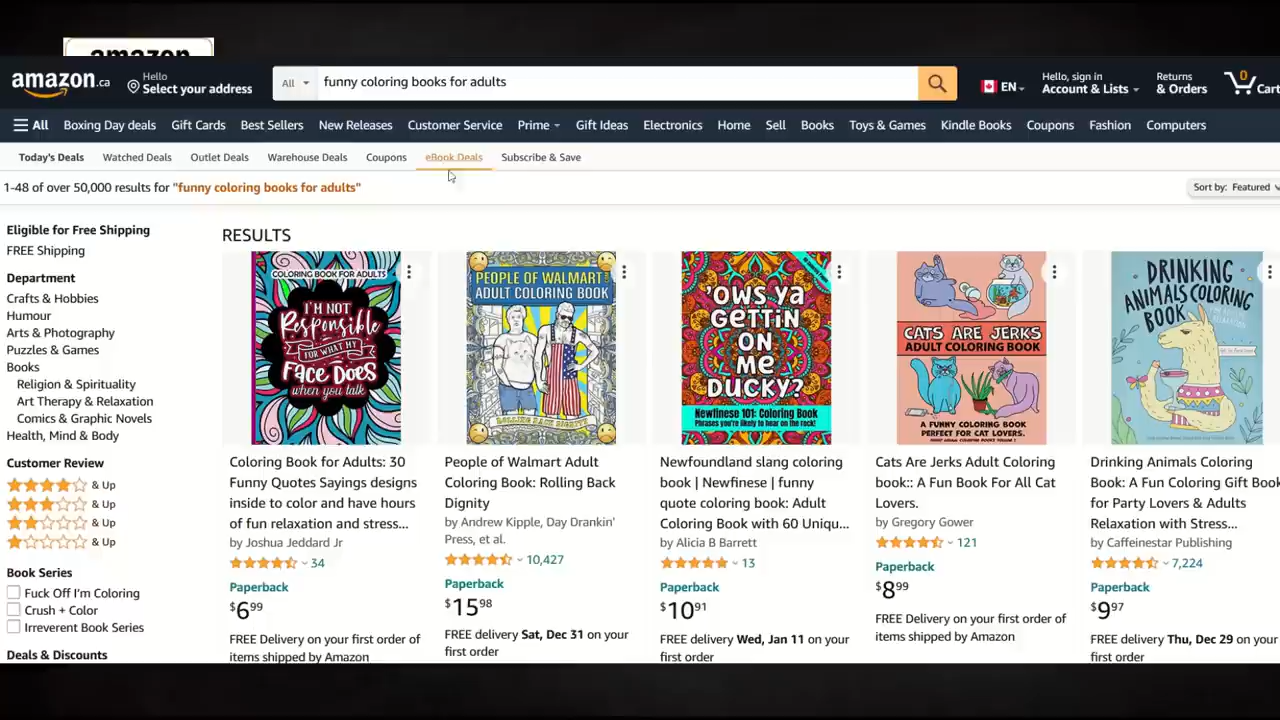 amazon
amazon.ca
Hello
Select your address
All
funny coloring books for adults
EN
Hello, sign in
Account & Lists
Returns
& Orders
0
Cart
All
Boxing Day deals
Gift Cards
Best Sellers
New Releases
Customer Service
Prime
Gift Ideas
Electronics
Home
Sell
Books
Toys & Games
Kindle Books
Coupons
Fashion
Computers
Today's Deals
Watched Deals
Outlet Deals
Warehouse Deals
Coupons
eBook Deals
Subscribe & Save
1-48 of over 50,000 results for "funny coloring books for adults"
Sort by: Featured
Eligible for Free Shipping
FREE Shipping
Department
Crafts & Hobbies
Humour
Arts & Photography
Puzzles & Games
Books
Religion & Spirituality
Art Therapy & Relaxation
Comics & Graphic Novels
Health, Mind & Body
Customer Review
& Up
& Up
& Up
& Up
Book Series
Fuck Off I'm Coloring
Crush + Color
Irreverent Book Series
Deals & Discounts
RESULTS
COLORING BOOK FOR ADULTS
I'M NOT
Responsible
FOR WHAT MY
Face Does
when you talk
Coloring Book for Adults: 30
Funny Quotes Sayings designs
inside to color and have hours
of fun relaxation and stress...
by Joshua Jeddard Jr
34
Paperback
$6.99
FREE Delivery on your first order of
items shipped by Amazon
PEOPLE OF WALMART
ADULT COLORING BOOK
ROLLING BACK DIGNITY
People of Walmart Adult
Coloring Book: Rolling Back
Dignity
by Andrew Kipple, Day Drankin'
Press, et al.
10,427
Paperback
$15.98
FREE delivery Sat, Dec 31 on your
first order
'OWS YA
GETTIN
ON
ME
DUCKY?
Newfinese 101: Coloring Book
Phrases you're likely to hear on the rock!
Newfoundland slang coloring
book | Newfinese | funny
quote coloring book: Adult
Coloring Book with 60 Uniqu...
by Alicia B Barrett
13
Paperback
$10.91
FREE delivery Wed, Jan 11 on your
first order
CATS ARE JERKS
ADULT COLORING BOOK
A FUNNY COLORING BOOK
PERFECT FOR CAT LOVERS.
Cats Are Jerks Adult Coloring
book:: A Fun Book For All Cat
Lovers.
by Gregory Gower
121
Paperback
$8.99
FREE Delivery on your first order of
items shipped by Amazon
DRINKING
ANIMALS COLORING
BOOK
Drinking Animals Coloring
Book: A Fun Coloring Gift Book
for Party Lovers & Adults
Relaxation with Stress...
by Caffeinestar Publishing
7,224
Paperback
$9.97
FREE delivery Thu, Dec 29 on your
first order